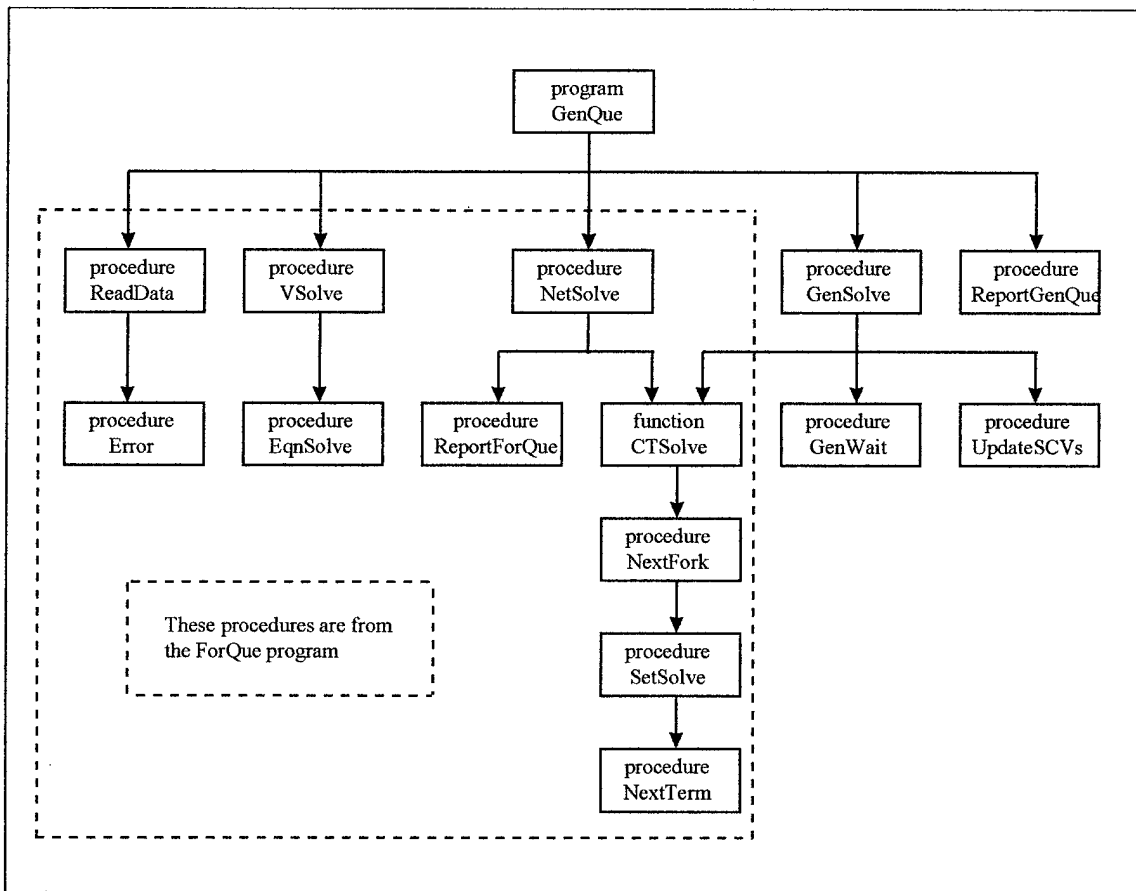 program
GenQue
procedure
ReadData
procedure
VSolve
procedure
NetSolve
procedure
GenSolve
procedure
ReportGenQue
procedure
Error
procedure
EqnSolve
procedure
ReportForQue
function
CTSolve
procedure
GenWait
procedure
UpdateSCVs
procedure
NextFork
These procedures are from
the ForQue program
procedure
SetSolve
procedure
NextTerm